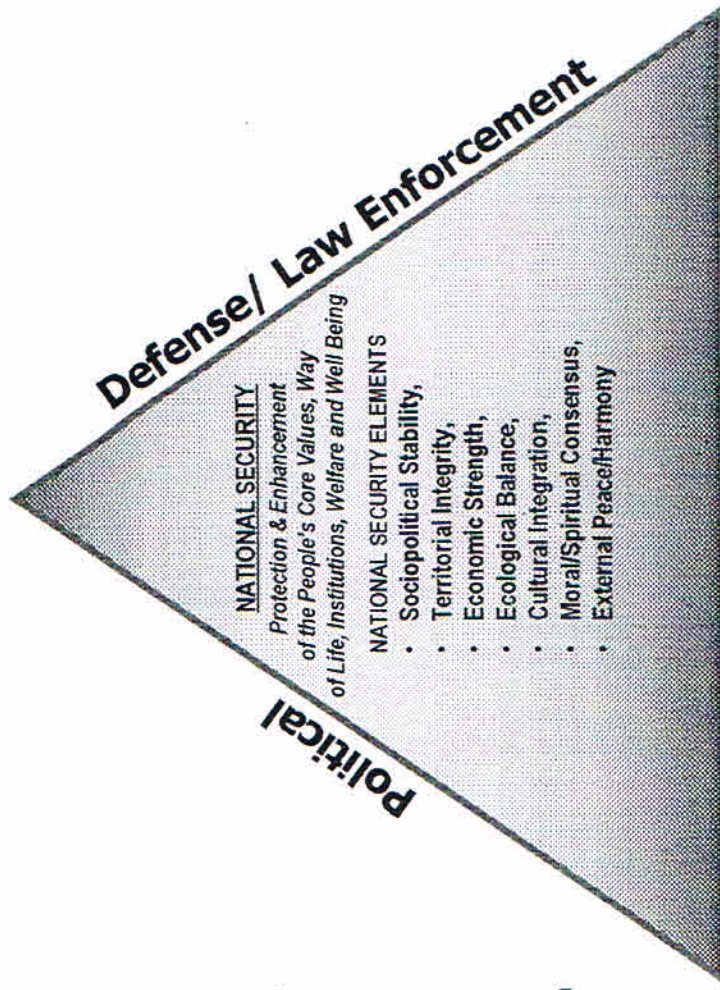 Political
Defense/ Law Enforcement
NATIONAL SECURITY
Protection & Enhancement
of the People's Core Values, Way
of Life, Institutions, Welfare and Well Being
NATIONAL SECURITY ELEMENTS
• Sociopolitical Stability,
• Territorial Integrity,
• Economic Strength,
• Ecological Balance,
• Cultural Integration,
• Moral/Spiritual Consensus,
• External Peace/Harmony